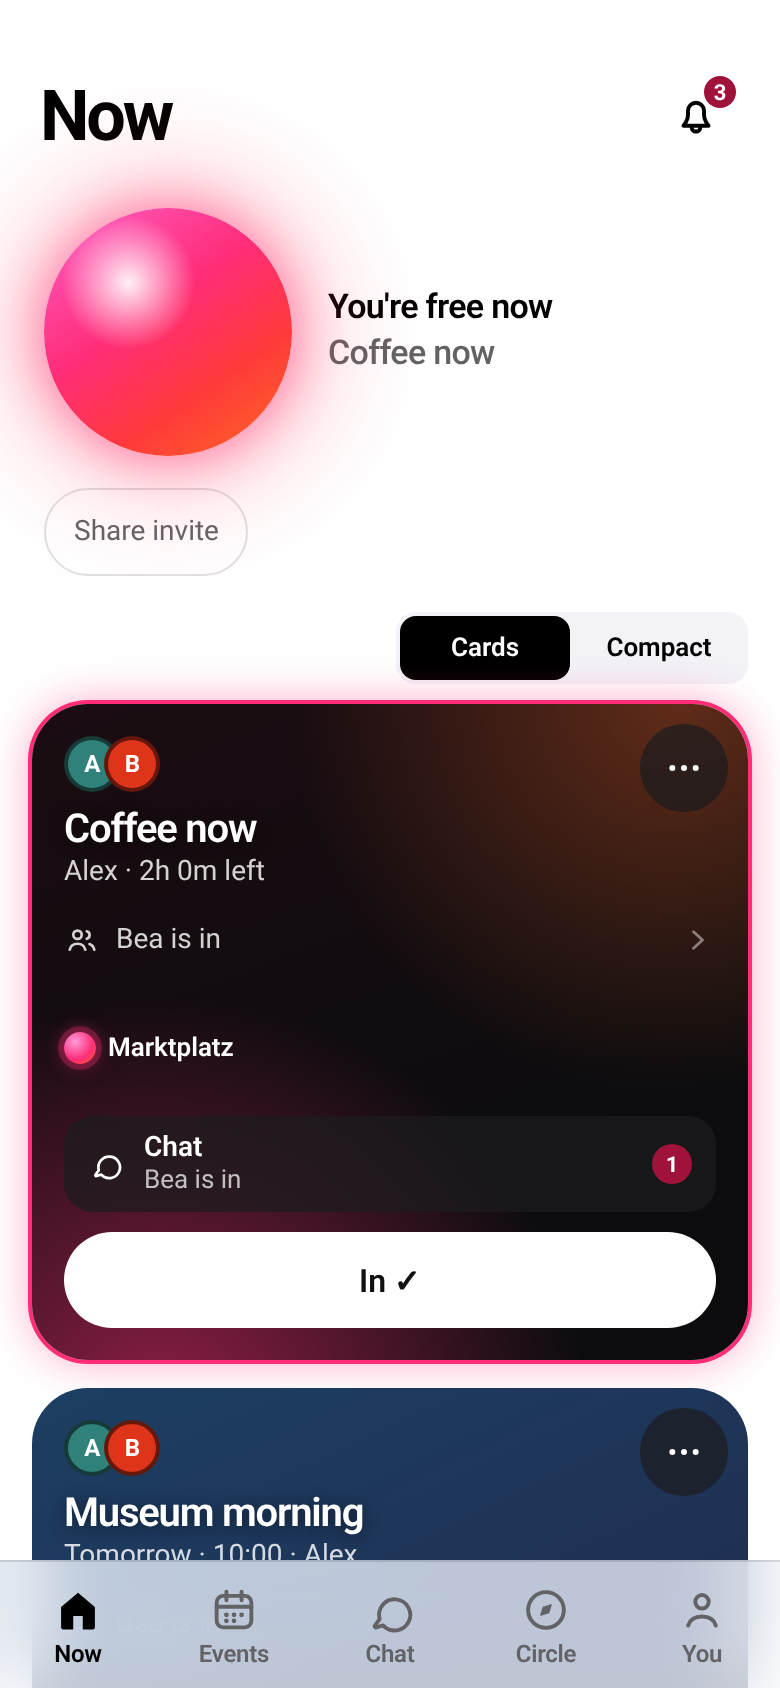 Now
3
You're free now
Coffee now
Share invite
Cards
Compact
A
B
Coffee now
Alex · 2h 0m left
Bea is in
Marktplatz
Chat
Bea is in
1
In ✓
A
B
Museum morning
Tomorrow · 10:00 · Alex
Now
Events
Chat
Circle
You